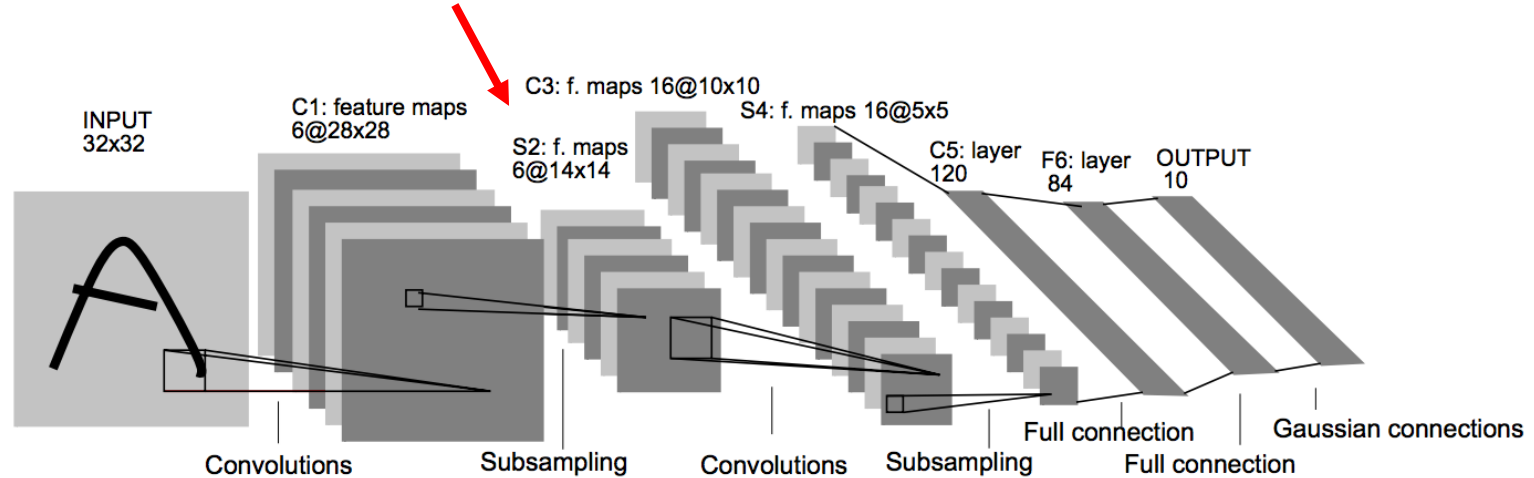 INPUT
32x32
C1: feature maps
6@28x28
S2: f. maps
6@14x14
C3: f. maps 16@10x10
S4: f. maps 16@5x5
C5: layer
120
F6: layer
84
OUTPUT
10
Convolutions
Subsampling
Convolutions
Subsampling
Full connection
Full connection
Gaussian connections